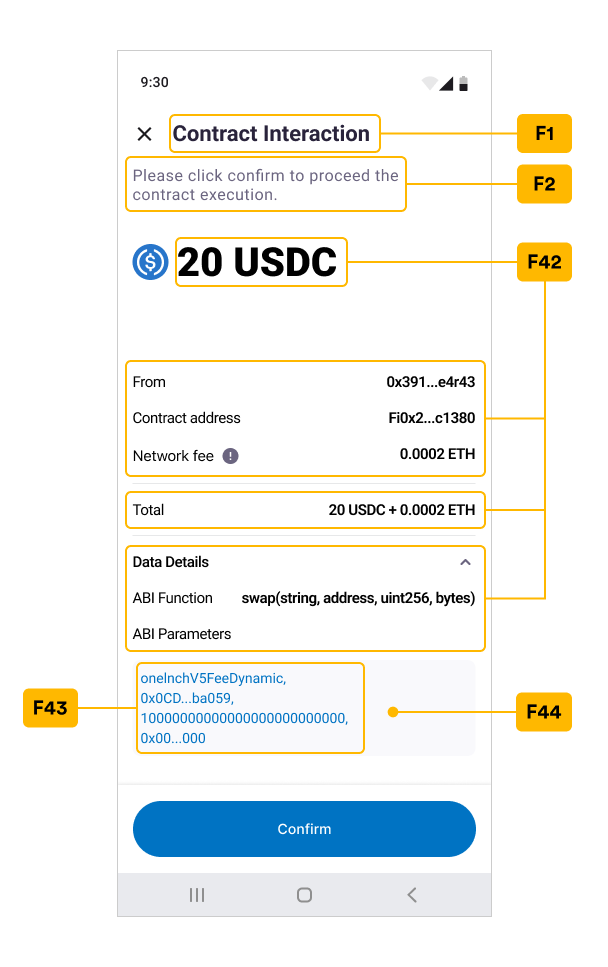 9:30
Contract Interaction
F1
Please click confirm to proceed the
contract execution.
F2
20 USDC
F42
From 0x391...e4r43
Contract address Fi0x2...c1380
Network fee 0.0002 ETH
Total 20 USDC + 0.0002 ETH
Data Details
ABI Function swap(string, address, uint256, bytes)
ABI Parameters
oneInchV5FeeDynamic,
0x0CD...ba059,
10000000000000000000000000,
0x00...000
F43
F44
Confirm